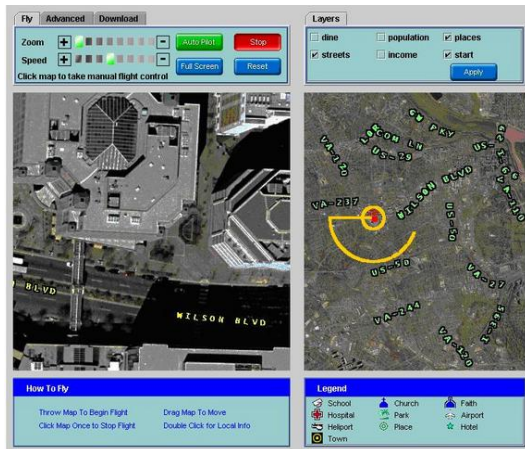 Fly Advanced Download
Zoom + - Auto Pilot Stop
Speed + - Full Screen Reset
Click map to take manual flight control
Layers
dine population places
streets income start
Apply
BLVD
WILSON BLVD
GW PKY
LORCOM LN
US-29
VA-120
US-
WILSON BLVD
VA-110
VA-237
US-50
US-50
VA-27
VA-244
I-395
VA-120
How To Fly
Throw Map To Begin Flight Drag Map To Move
Click Map Once to Stop Flight Double Click for Local Info
Legend
School Church Faith
Hospital Park Airport
Heliport Place Hotel
Town